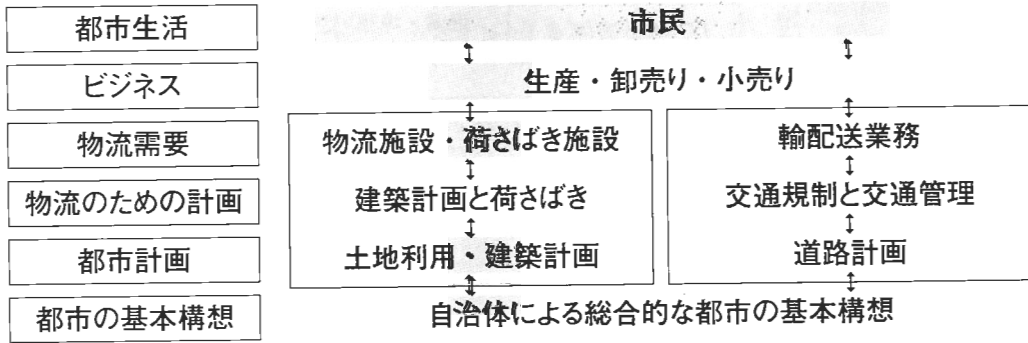 都市生活
市民
ビジネス
生産・卸売り・小売り
物流需要
物流施設・荷さばき施設
輸配送業務
物流のための計画
建築計画と荷さばき
交通規制と交通管理
都市計画
土地利用・建築計画
道路計画
都市の基本構想
自治体による総合的な都市の基本構想